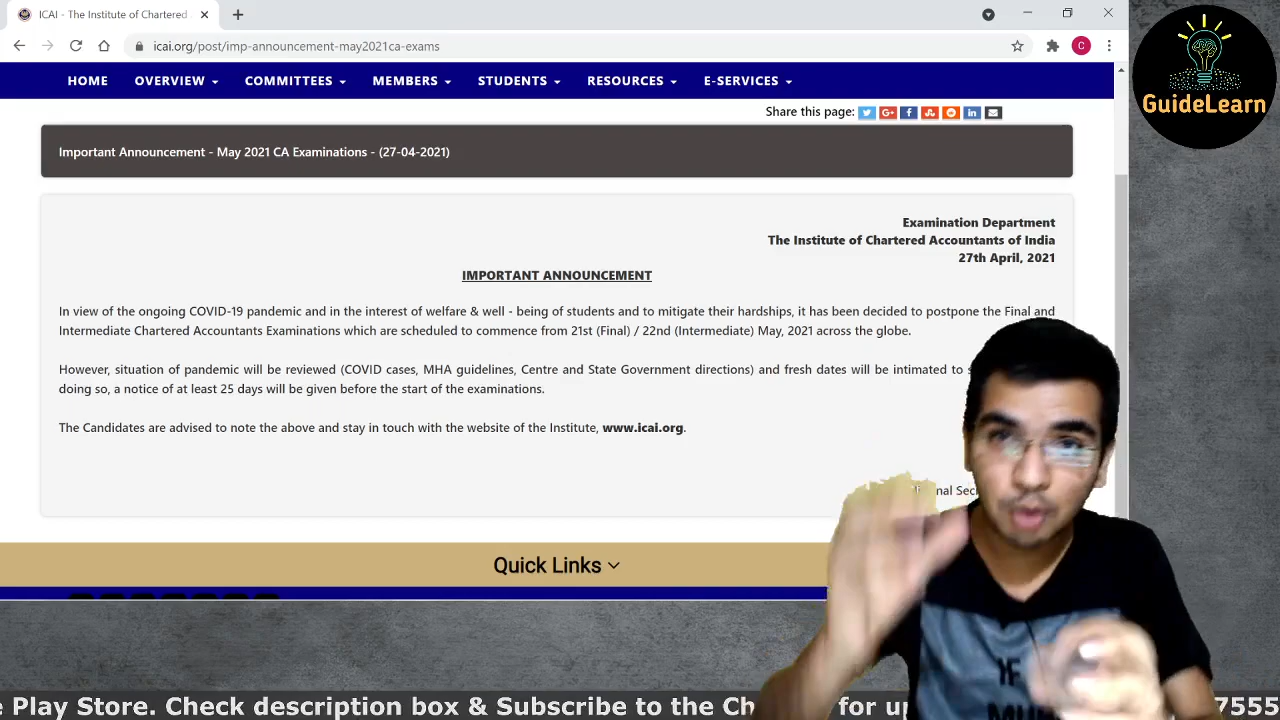 ICAI - The Institute of Chartered
icai.org/post/imp-announcement-may2021ca-exams
C
GuideLearn
HOME OVERVIEW COMMITTEES MEMBERS STUDENTS RESOURCES E-SERVICES
Share this page:
Important Announcement - May 2021 CA Examinations - (27-04-2021)
Examination Department
The Institute of Chartered Accountants of India
27th April, 2021
IMPORTANT ANNOUNCEMENT
In view of the ongoing COVID-19 pandemic and in the interest of welfare & well - being of students and to mitigate their hardships, it has been decided to postpone the Final and
Intermediate Chartered Accountants Examinations which are scheduled to commence from 21st (Final) / 22nd (Intermediate) May, 2021 across the globe.
However, situation of pandemic will be reviewed (COVID cases, MHA guidelines, Centre and State Government directions) and fresh dates will be intimated to
doing so, a notice of at least 25 days will be given before the start of the examinations.
The Candidates are advised to note the above and stay in touch with the website of the Institute, www.icai.org.
Quick Links
IF
Play Store. Check description box & Subscribe to the for 7555